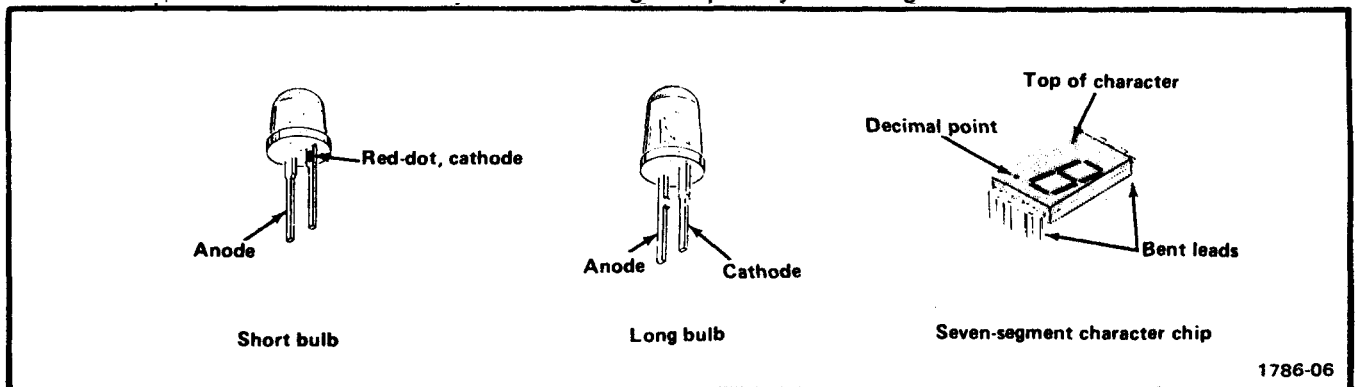 Top of character
Decimal point
Red-dot, cathode
Anode
Anode
Cathode
Bent leads
Short bulb
Long bulb
Seven-segment character chip
1786-06